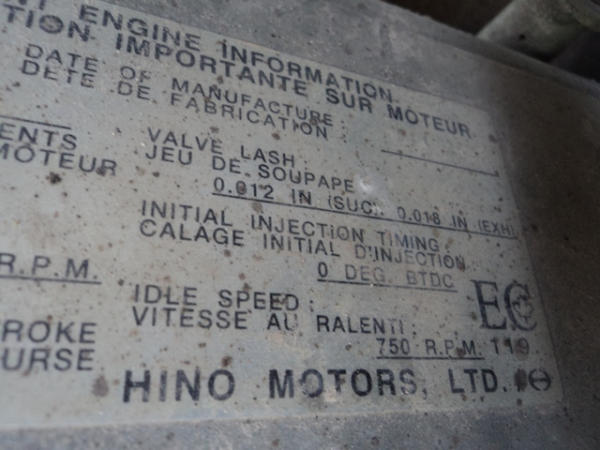 ENGINE INFORMATION
TION IMPORTANTE SUR MOTEUR
DATE OF MANUFACTURE :
DETE DE FABRICATION :
ENTS VALVE LASH :
MOTEUR JEU DE SOUPAPE
0.012 IN (SUC). 0.018 IN (EXH)
INITIAL INJECTION TIMING :
CALAGE INITIAL D'INJECTION
R.P.M. 0 DEG. BTDC
IDLE SPEED :
ROKE VITESSE AU RALENTI :
URSE 750 R.P.M. 119
HINO MOTORS, LTD.
EC